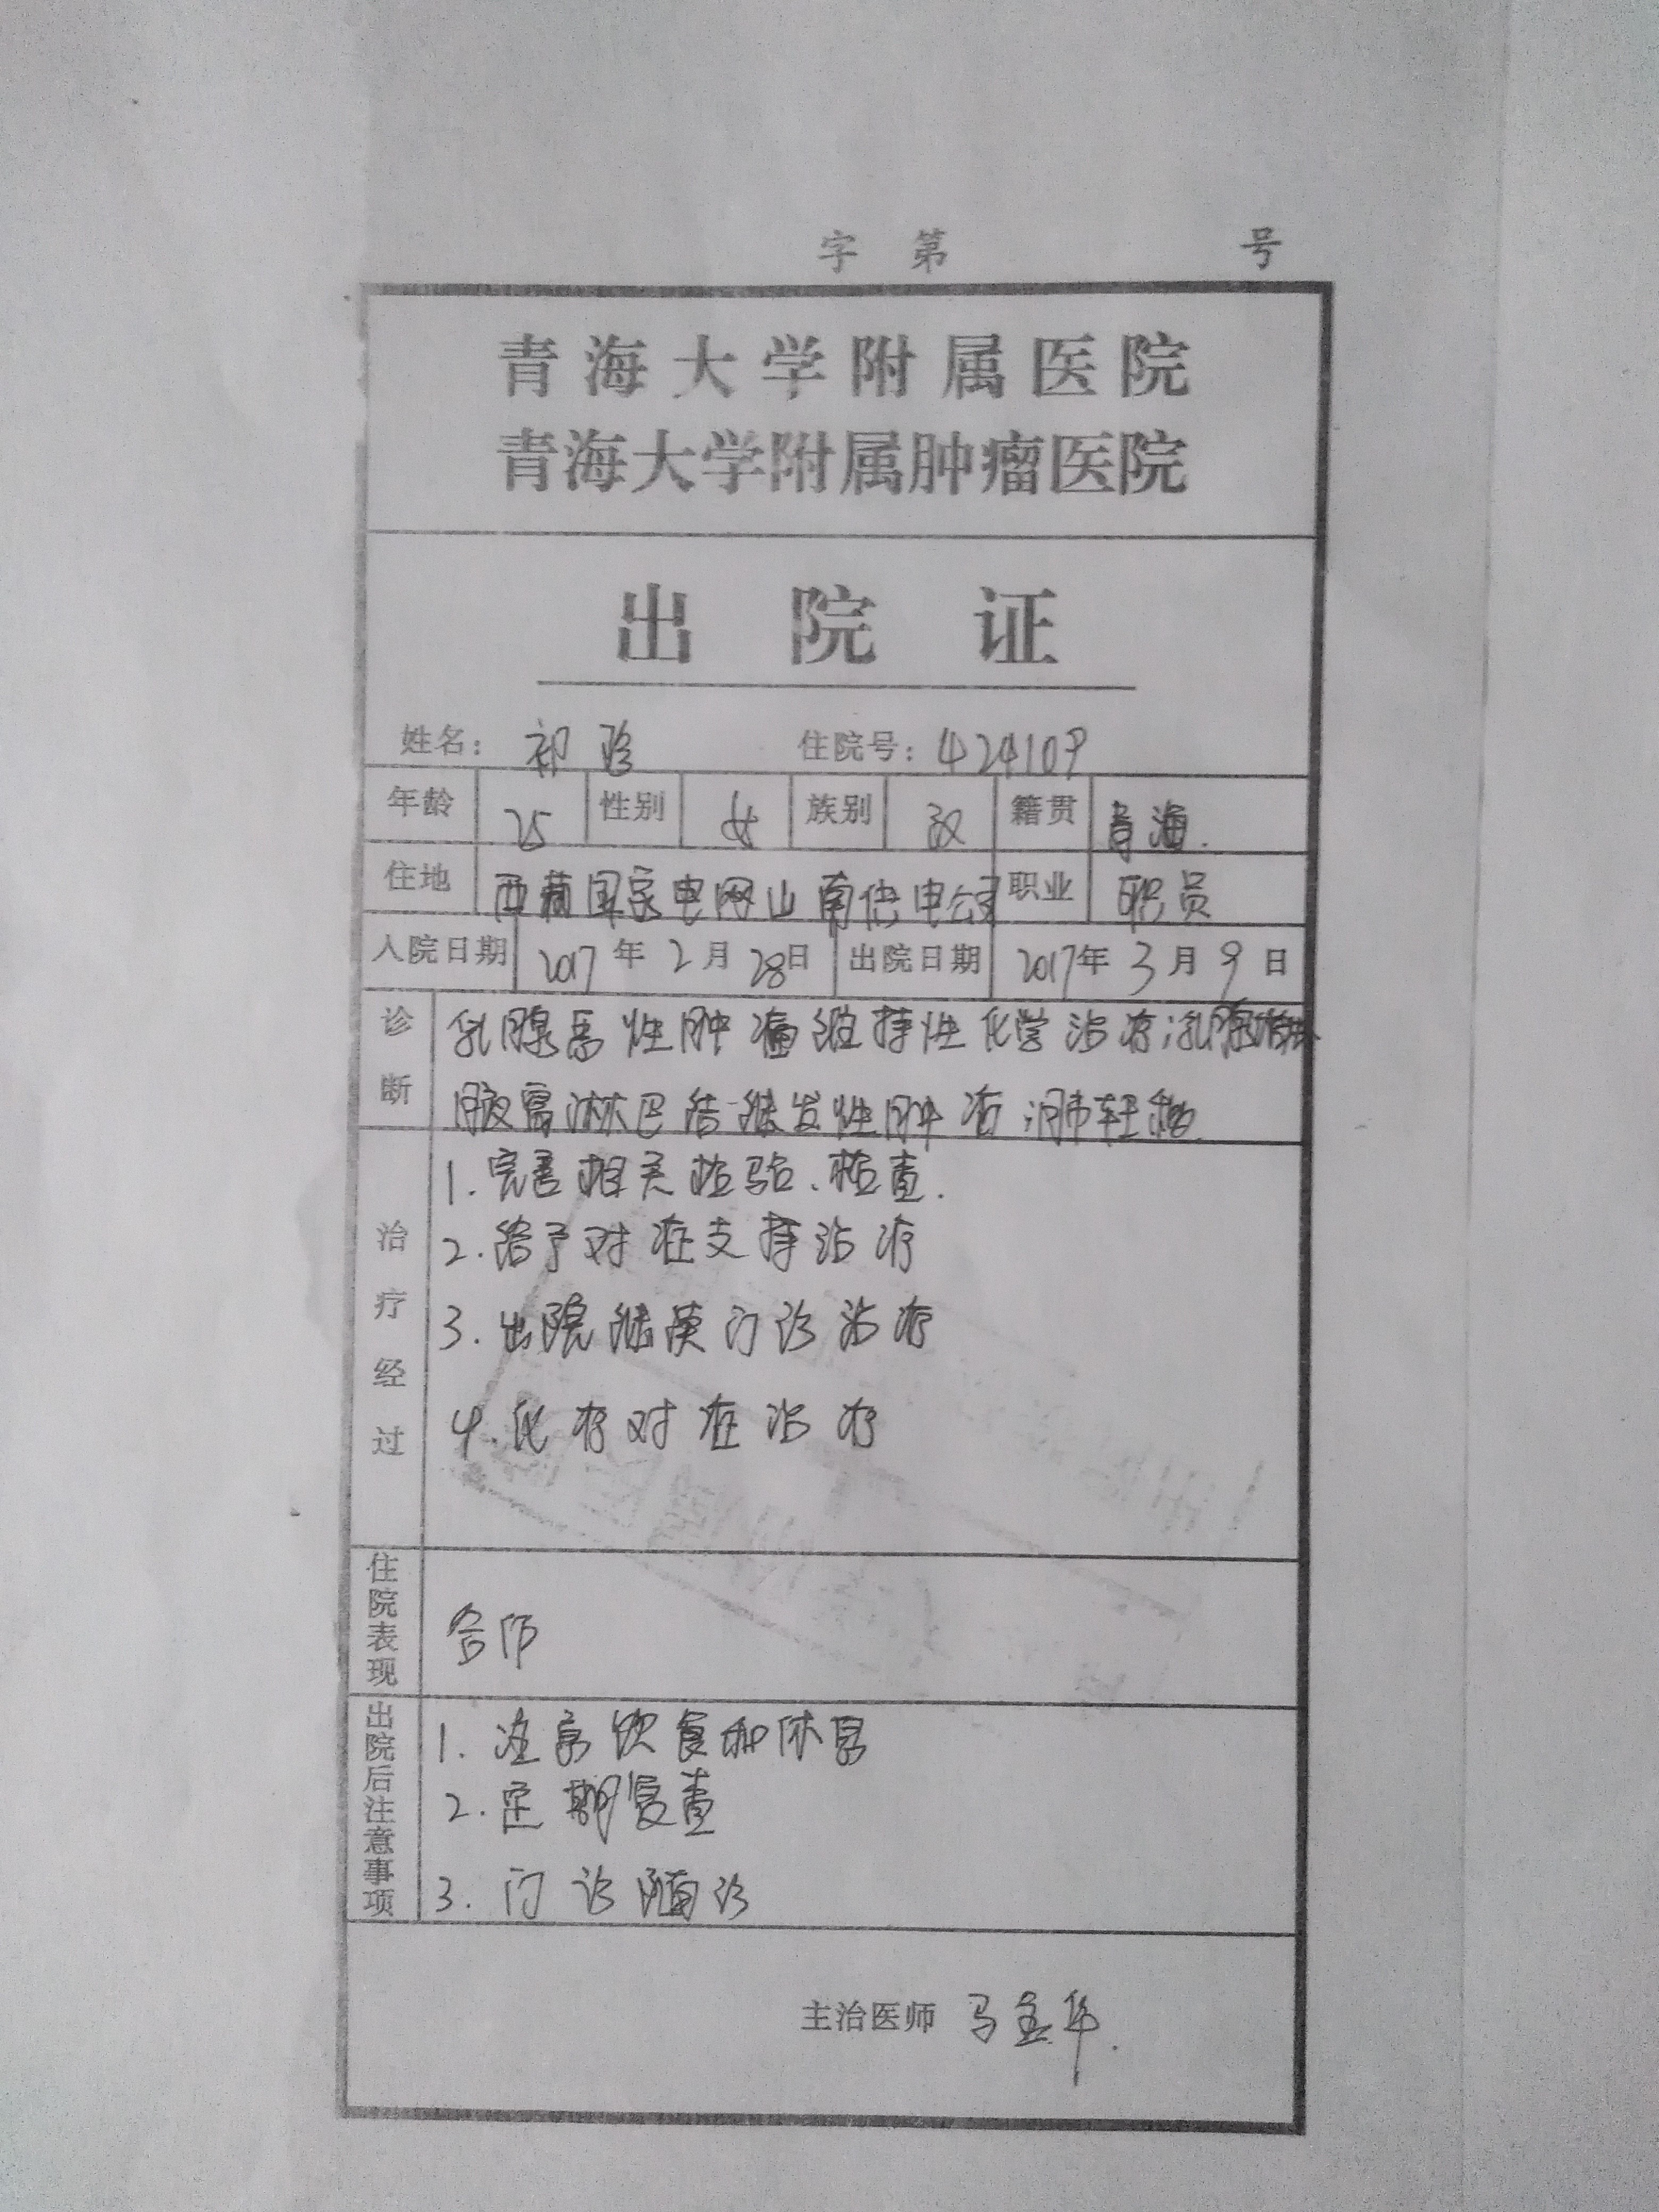 字 第 号
青海大学附属医院
青海大学附属肿瘤医院
出院证
姓名： 祁珍 住院号：424109
年龄 25 性别 女 族别 汉 籍贯 青海.
住地 西藏国家电网山南供电公司 职业 职员
入院日期 2017年2月28日 出院日期 2017年3月9日
诊断 乳腺恶性肿瘤维持性化学治疗；乳腺
腋窝淋巴结继发性肿瘤 肺转移
治疗经过 1. 完善相关检验、检查.
2. 给予对症支持治疗
3. 出院继续门诊治疗
4. 化疗对症治疗
住院表现 合作
出院后注意事项 1. 注意饮食和休息
2. 定期复查
3. 门诊随诊
主治医师 马金华.